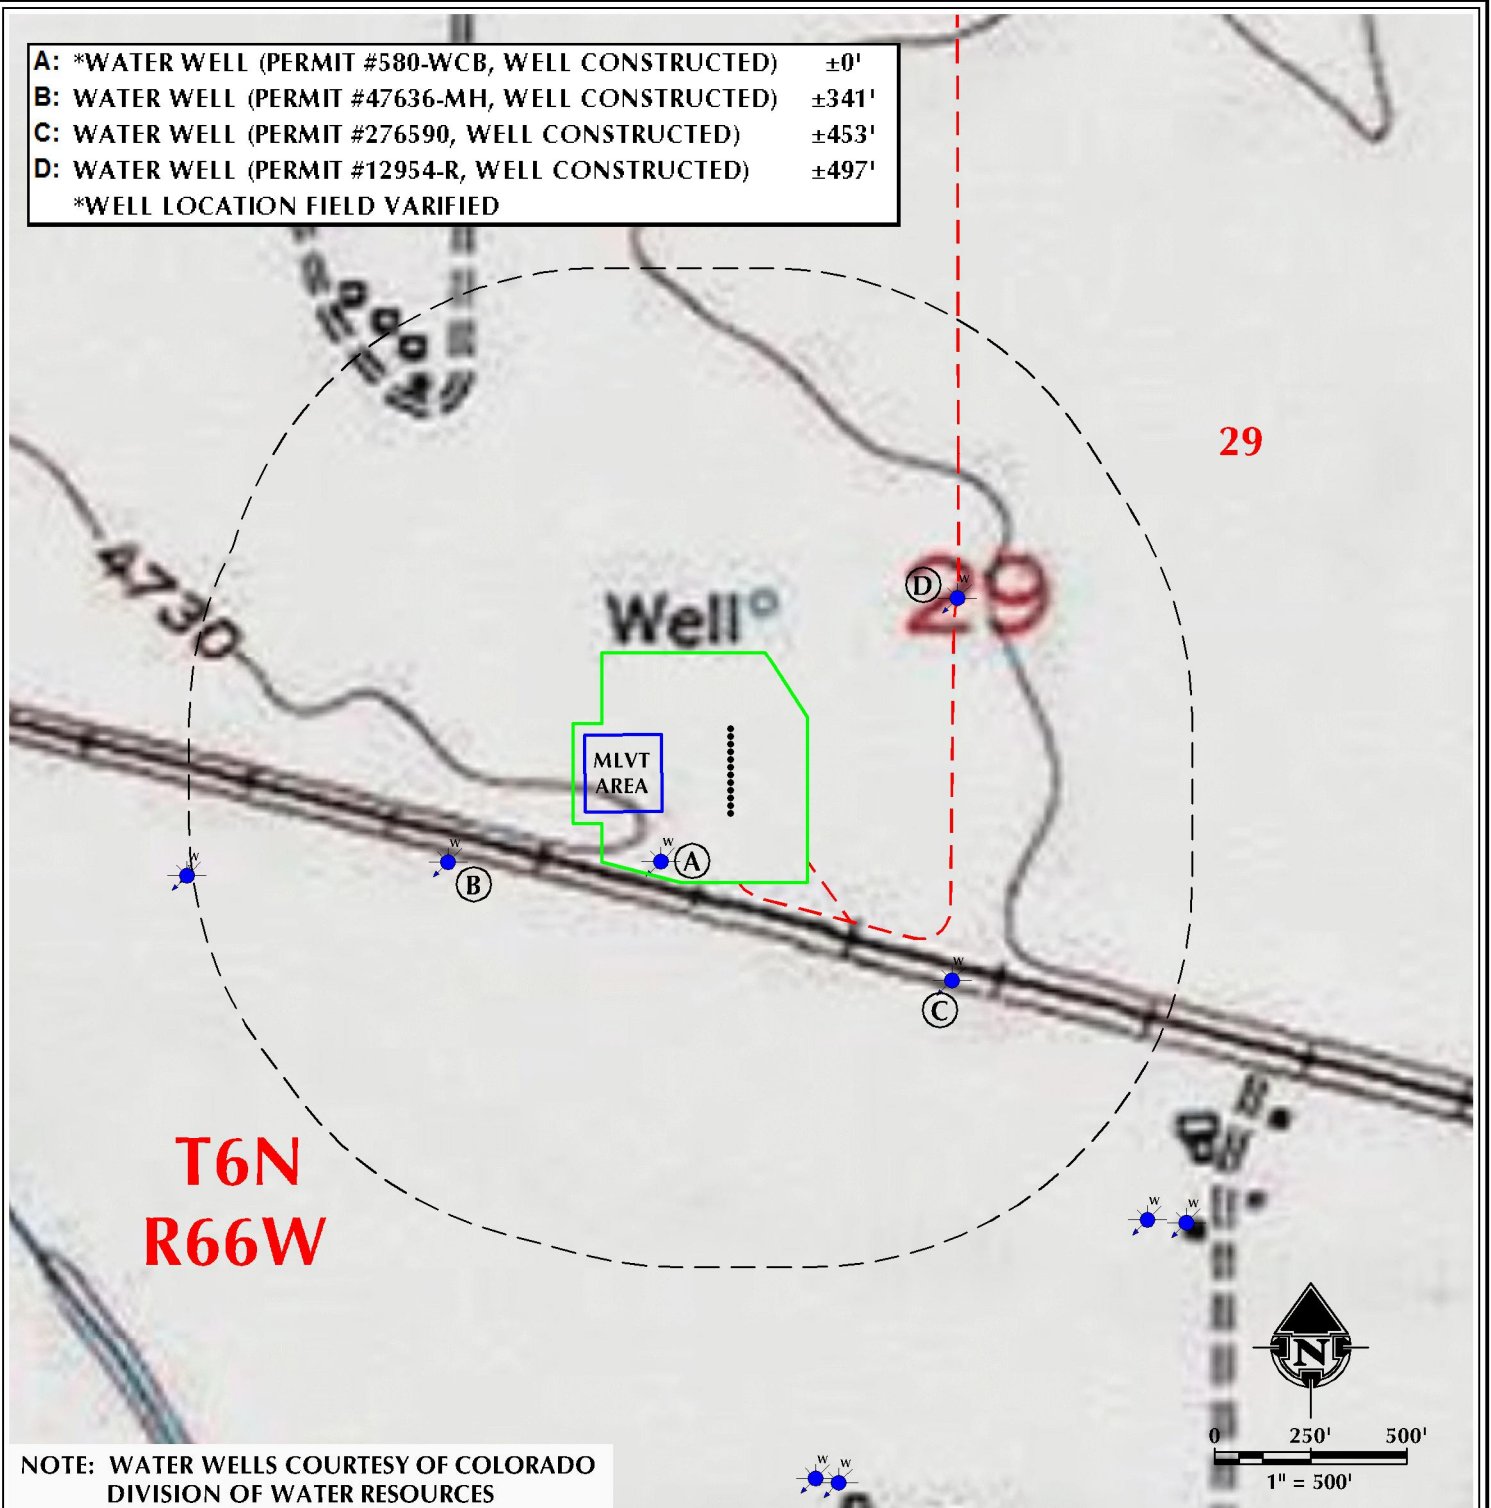 A: *WATER WELL (PERMIT #580-WCB, WELL CONSTRUCTED) ±0'
B: WATER WELL (PERMIT #47636-MH, WELL CONSTRUCTED) ±341'
C: WATER WELL (PERMIT #276590, WELL CONSTRUCTED) ±453'
D: WATER WELL (PERMIT #12954-R, WELL CONSTRUCTED) ±497'
*WELL LOCATION FIELD VARIFIED
29
4730
Well
D
W
29
MLVT
AREA
W
A
W
B
W
W
C
T6N
R66W
W
W
N
0 250' 500'
1" = 500'
W
W
NOTE: WATER WELLS COURTESY OF COLORADO
DIVISION OF WATER RESOURCES